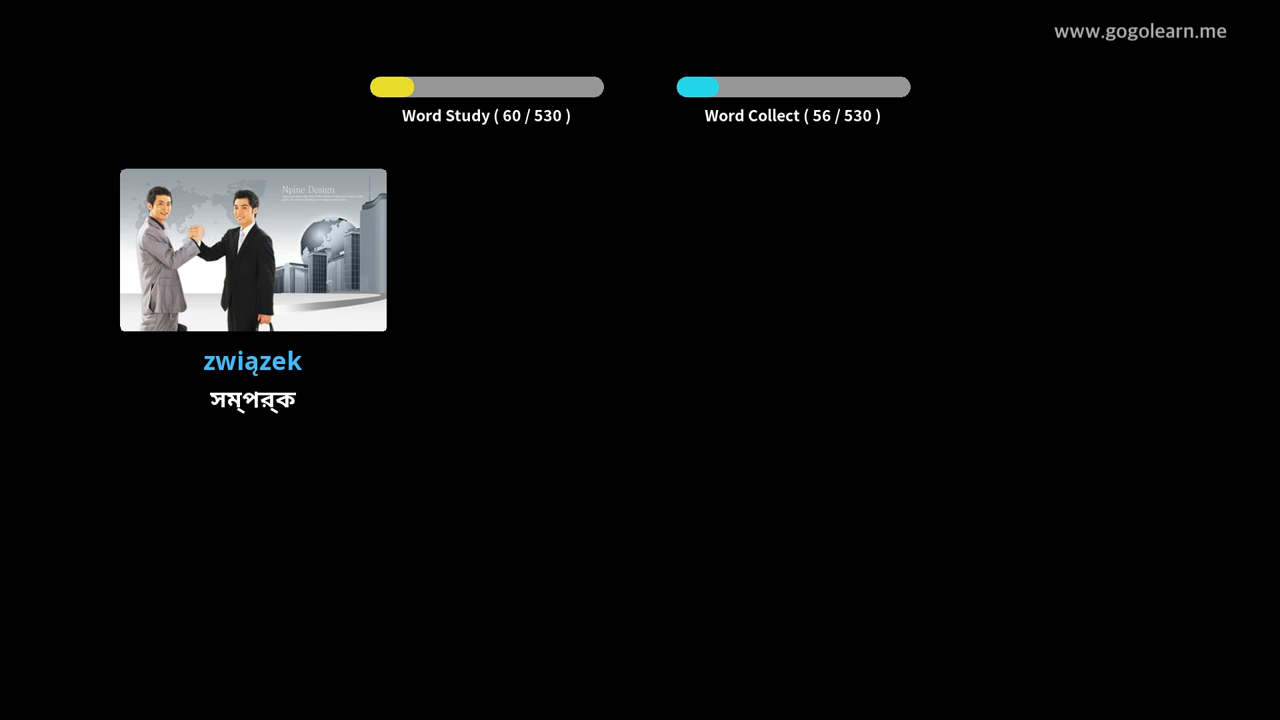 www.gogolearn.me
Word Study ( 60 / 530 )
Word Collect ( 56 / 530 )
Npine Design
związek
সম্পর্ক